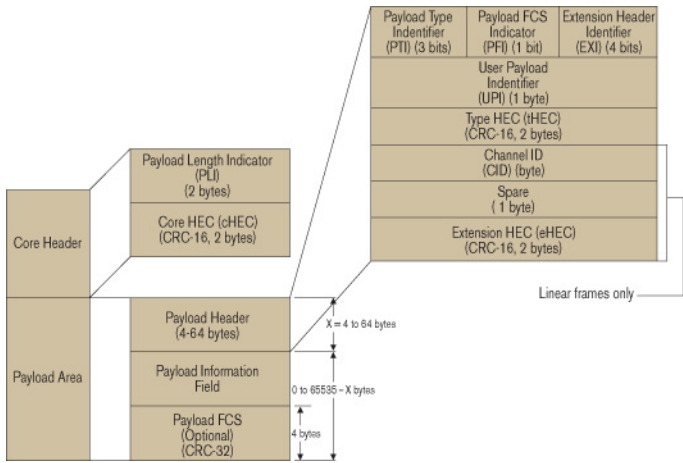 Payload Type
Indentifier
(PTI) (3 bits)
Payload FCS
Indicator
(PFI) (1 bit)
Extension Header
Identifier
(EXI) (4 bits)
User Payload
Indentifier
(UPI) (1 byte)
Type HEC (tHEC)
(CRC-16, 2 bytes)
Channel ID
(CID) (byte)
Spare
( 1 byte)
Extension HEC (eHEC)
(CRC-16, 2 bytes)
Linear frames only
Payload Length Indicator
(PLI)
(2 bytes)
Core HEC (cHEC)
(CRC-16, 2 bytes)
Core Header
Payload Header
(4-64 bytes)
X = 4 to 64 bytes
Payload Area
Payload Information
Field
0 to 65535 – X bytes
Payload FCS
(Optional)
(CRC-32)
4 bytes